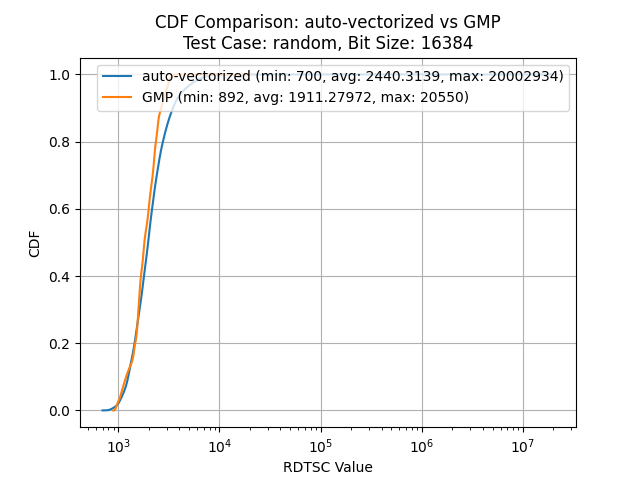 CDF Comparison: auto-vectorized vs GMP
Test Case: random, Bit Size: 16384
auto-vectorized (min: 700, avg: 2440.3139, max: 20002934)
GMP (min: 892, avg: 1911.27972, max: 20550)
1.0
0.8
0.6
0.4
0.2
0.0
CDF
10³ 10⁴ 10⁵ 10⁶ 10⁷
RDTSC Value